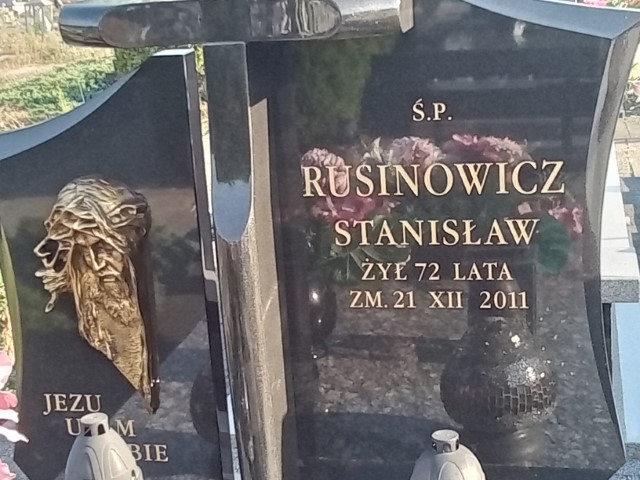 Ś.P.
RUSINOWICZ
STANISŁAW
ŻYŁ 72 LATA
ZM. 21 XII 2011
JEZU